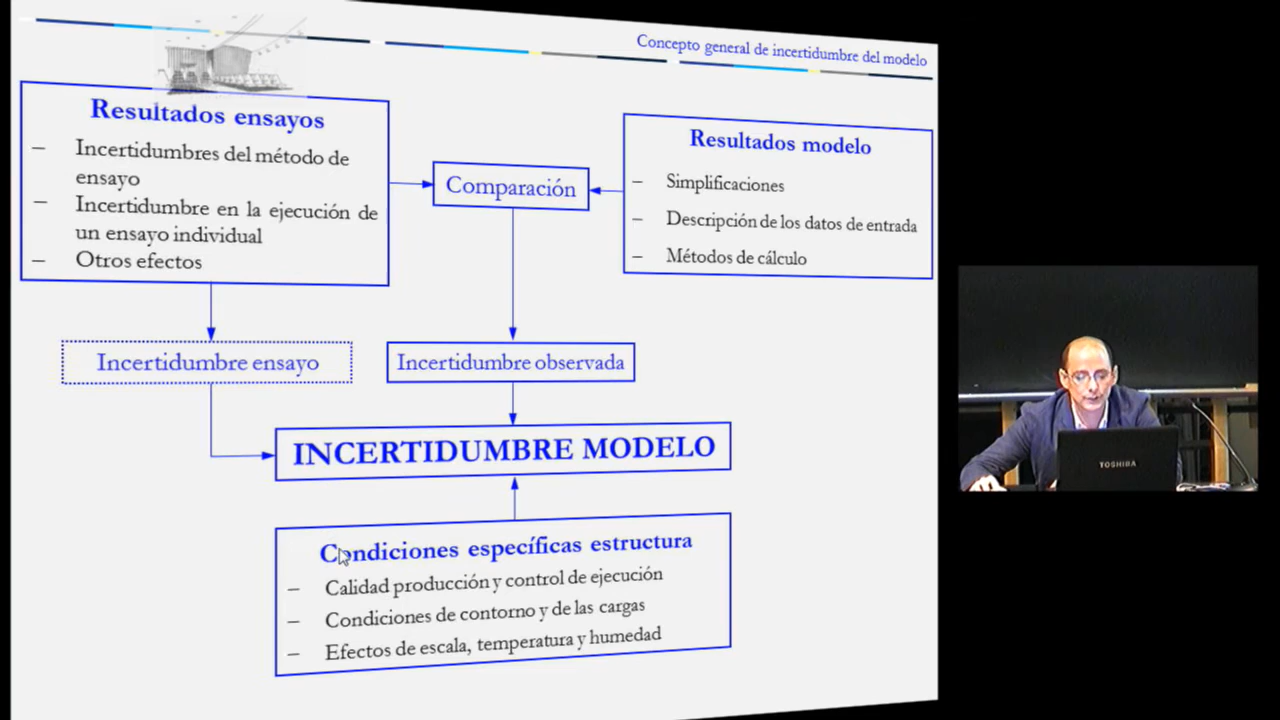 Concepto general de incertidumbre del modelo
Resultados ensayos
– Incertidumbres del método de
ensayo
– Incertidumbre en la ejecución de
un ensayo individual
– Otros efectos
Comparación
Resultados modelo
– Simplificaciones
– Descripción de los datos de entrada
– Métodos de cálculo
Incertidumbre ensayo
Incertidumbre observada
INCERTIDUMBRE MODELO
Condiciones específicas estructura
– Calidad producción y control de ejecución
– Condiciones de contorno y de las cargas
– Efectos de escala, temperatura y humedad
TOSHIBA